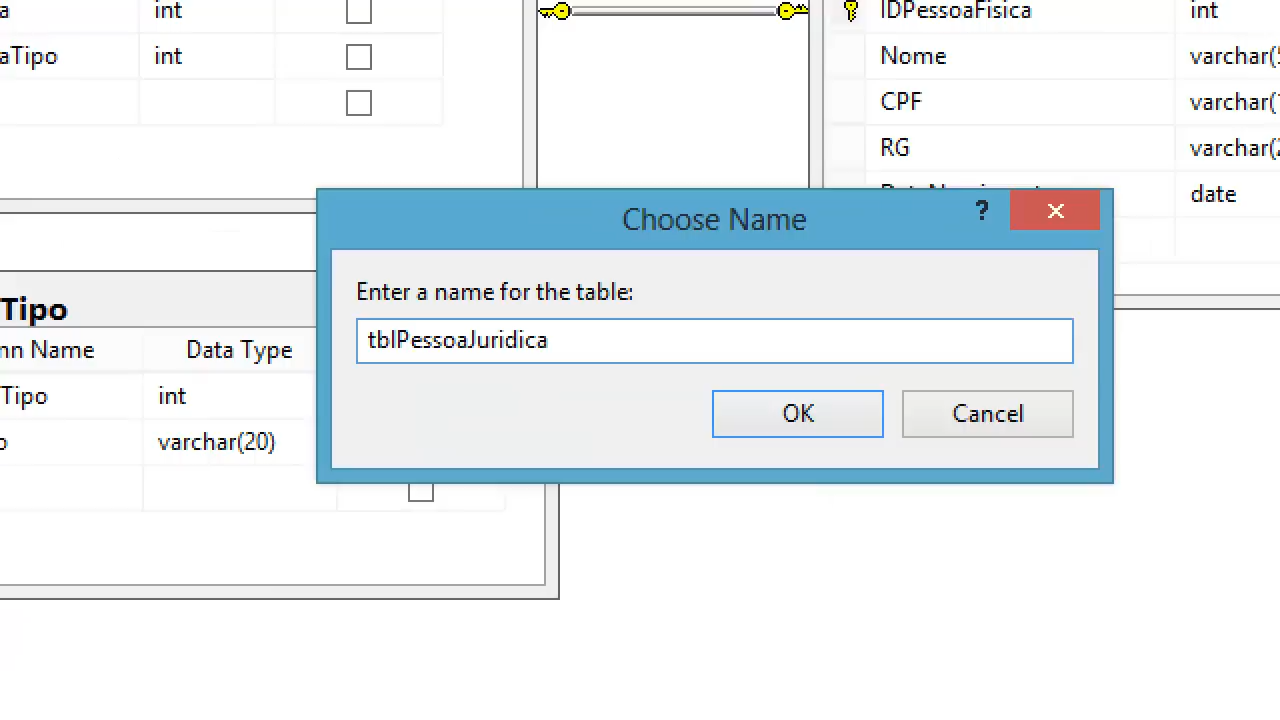 int
aTipo int
IDPessoaFisica int
Nome
CPF
RG
date
Choose Name
?
Enter a name for the table:
tblPessoaJuridica
OK Cancel
Tipo
Data Type
Name
Tipo int
varchar(20)